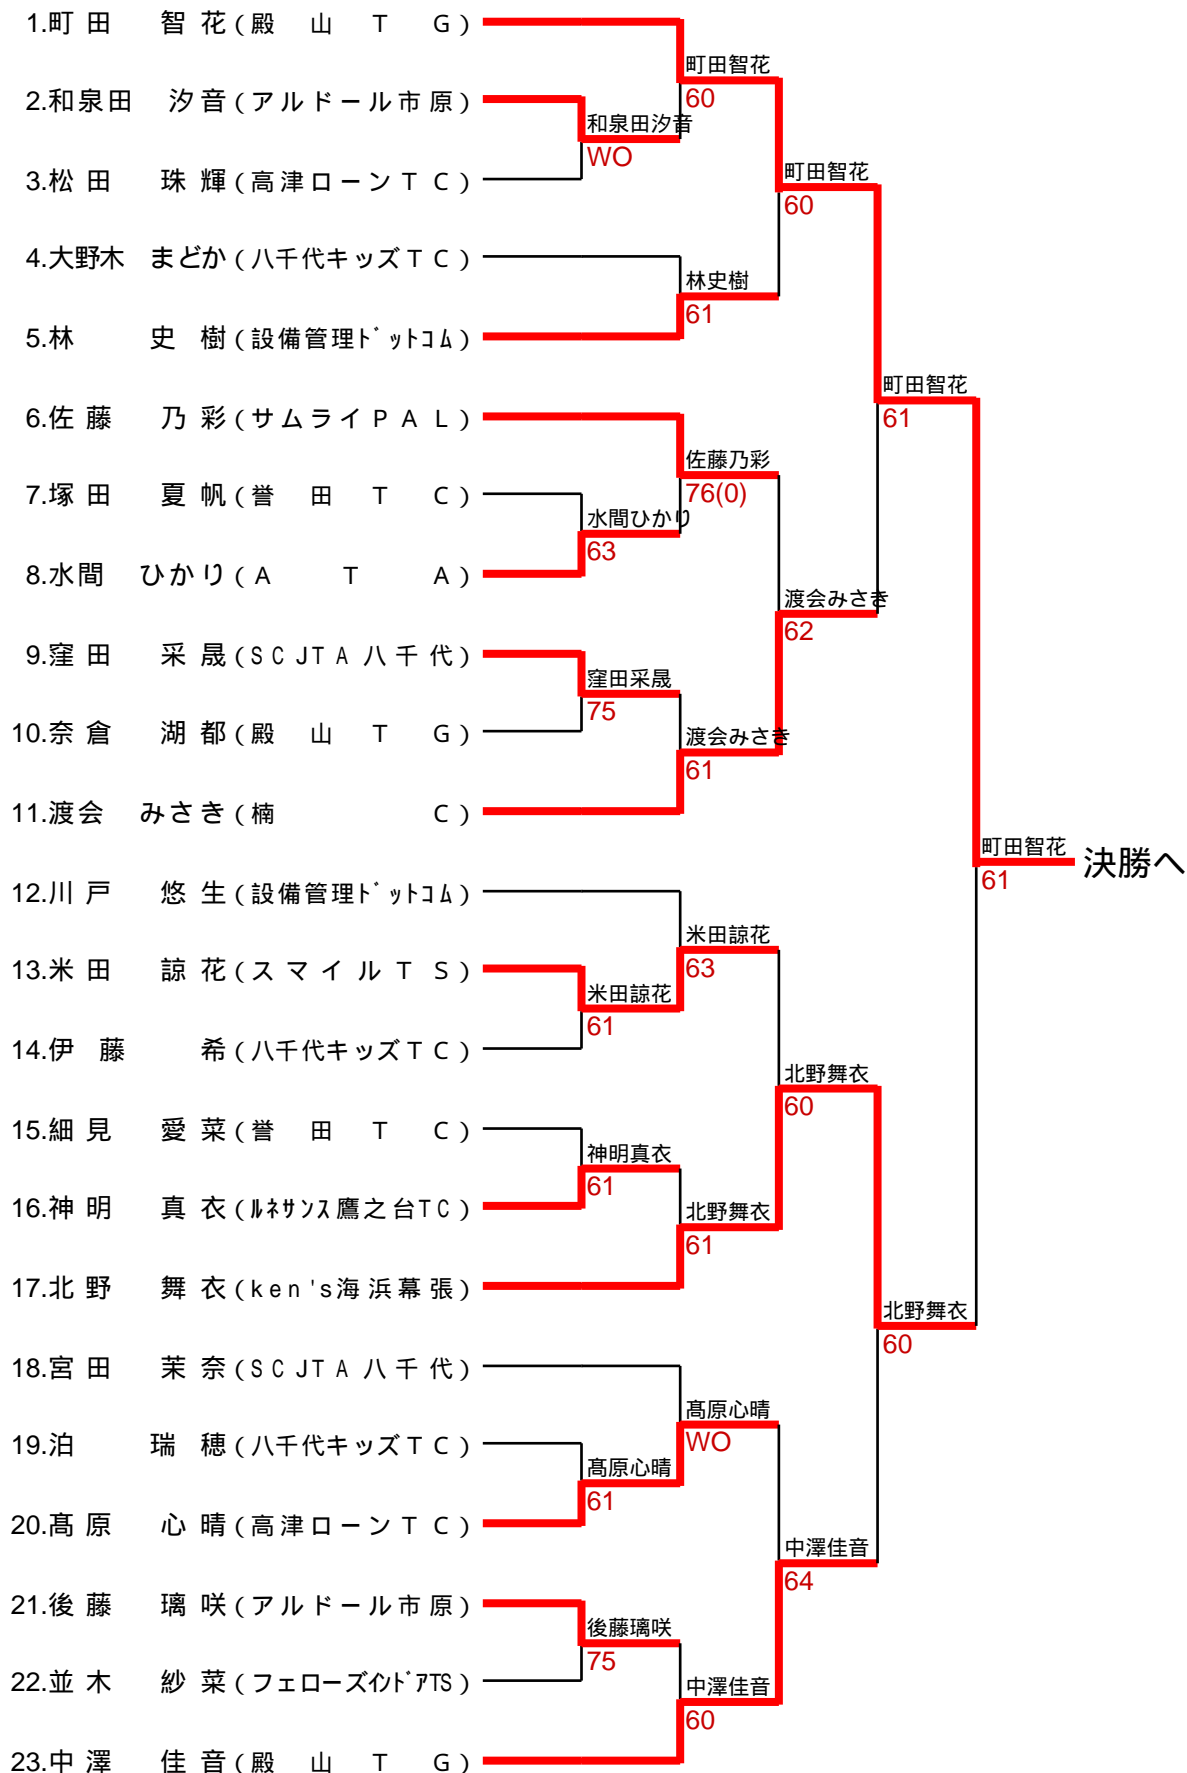 1.町田　智花(殿山TG)
町田智花
2.和泉田　汐音(アルドール市原)
60
和泉田汐音
WO
町田智花
3.松田　珠輝(高津ローンTC)
60
4.大野木　まどか(八千代キッズTC)
林史樹
61
5.林　史樹(設備管理ドットコム)
町田智花
6.佐藤　乃彩(サムライPAL)
61
佐藤乃彩
7.塚田　夏帆(誉田TC)
76(0)
水間ひかり
63
8.水間　ひかり(ATA)
渡会みさき
62
9.窪田　采晟(SCJTA八千代)
窪田采晟
75
10.奈倉　湖都(殿山TG)
渡会みさき
61
11.渡会　みさき(楠C)
町田智花
決勝へ
61
12.川戸　悠生(設備管理ドットコム)
米田諒花
13.米田　諒花(スマイルTS)
63
米田諒花
61
14.伊藤　希(八千代キッズTC)
北野舞衣
60
15.細見　愛菜(誉田TC)
神明真衣
61
16.神明　真衣(ルネサンス鷹之台TC)
北野舞衣
61
17.北野　舞衣(ken's海浜幕張)
北野舞衣
60
18.宮田　茉奈(SCJTA八千代)
髙原心晴
19.泊　瑞穂(八千代キッズTC)
WO
髙原心晴
61
20.髙原　心晴(高津ローンTC)
中澤佳音
64
21.後藤　璃咲(アルドール市原)
後藤璃咲
75
22.並木　紗菜(フェローズインドアTS)
中澤佳音
60
23.中澤　佳音(殿山TG)